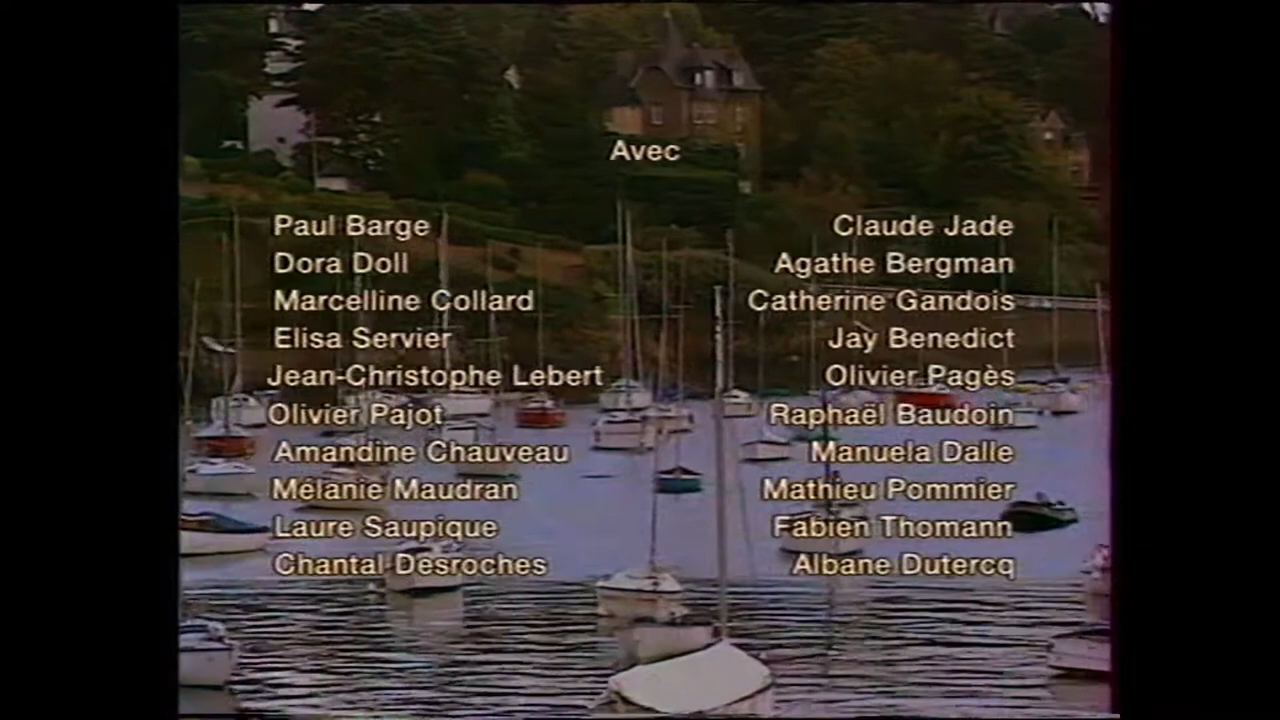 Avec
Paul Barge Claude Jade
Dora Doll Agathe Bergman
Marcelline Collard Catherine Gandois
Elisa Servier Jay Benedict
Jean-Christophe Lebert Olivier Pagès
Olivier Pajot Raphaël Baudoin
Amandine Chauveau Manuela Dalle
Mélanie Maudran Mathieu Pommier
Laure Saupique Fabien Thomann
Chantal Desroches Albane Dutercq